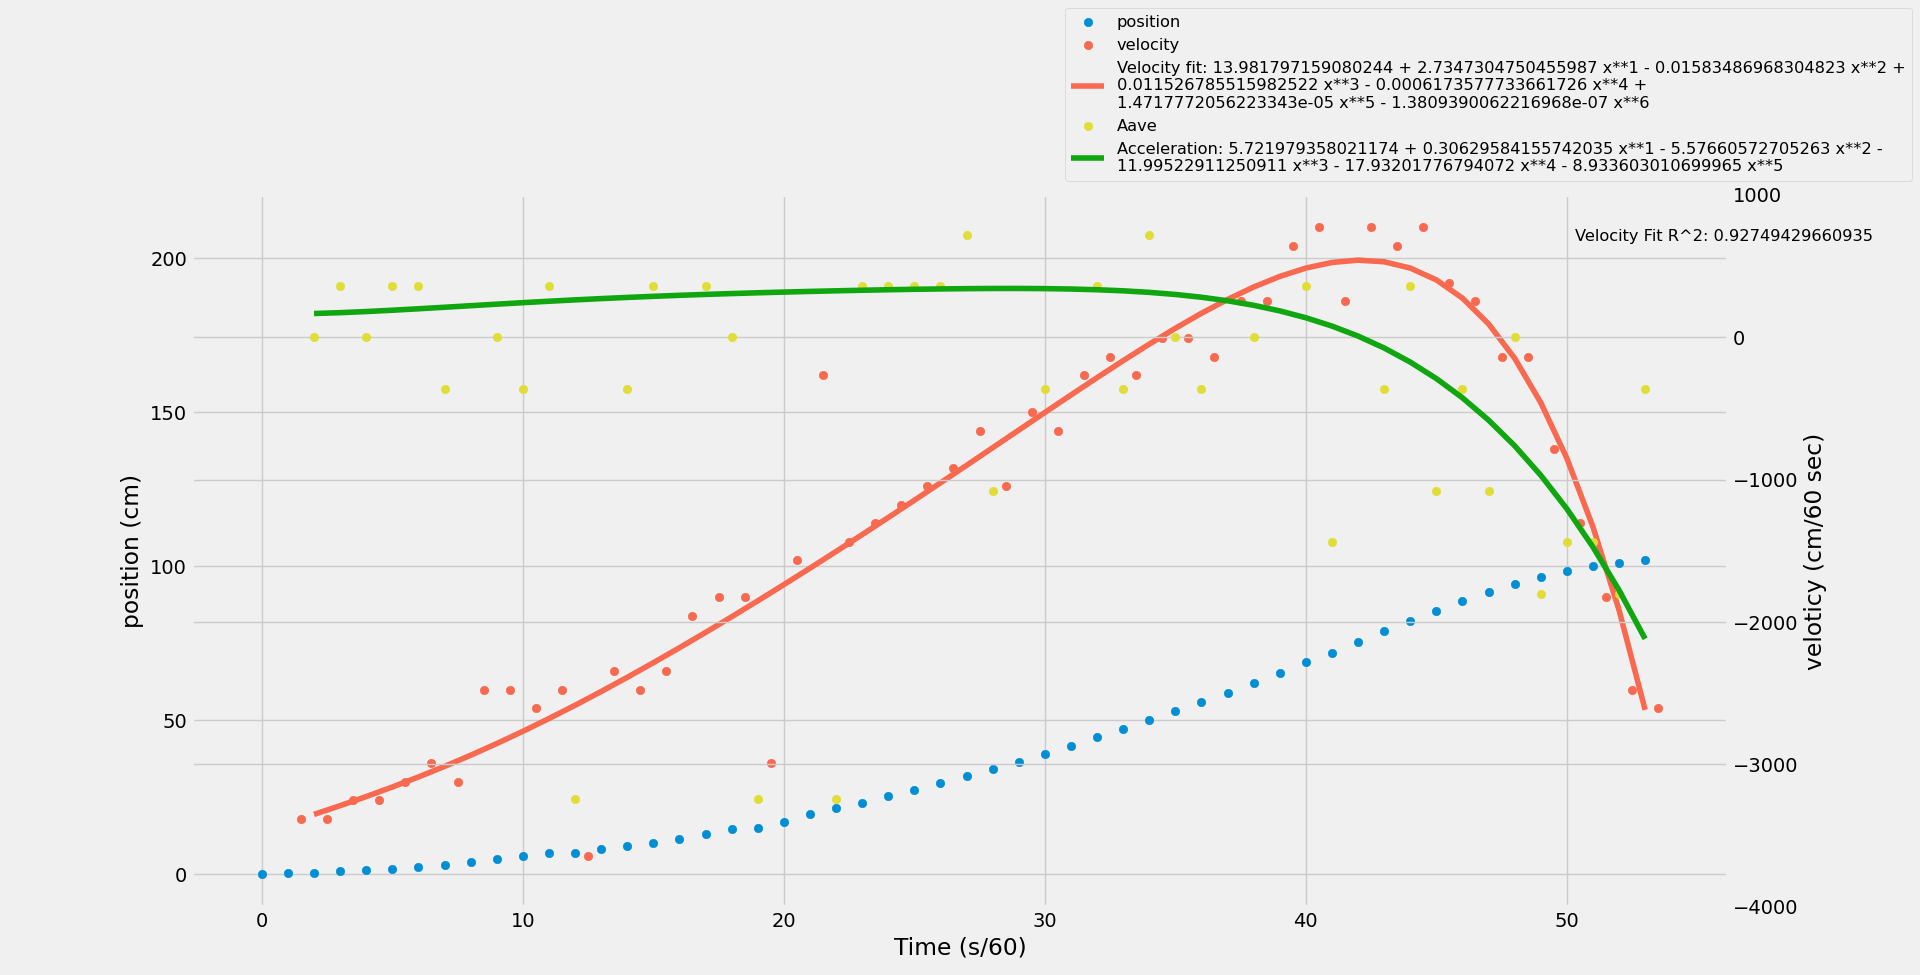 position
velocity
Velocity fit: 13.981797159080244 + 2.7347304750455987 x**1 - 0.01583486968304823 x**2 +
0.011526785515982522 x**3 - 0.0006173577733661726 x**4 +
1.4717772056223343e-05 x**5 - 1.3809390062216968e-07 x**6
Aave
Acceleration: 5.721979358021174 + 0.30629584155742035 x**1 - 5.57660572705263 x**2 -
11.99522911250911 x**3 - 17.93201776794072 x**4 - 8.933603010699965 x**5
1000
Velocity Fit R^2: 0.92749429660935
200
0
150
−1000
position (cm)
veloticy (cm/60 sec)
100
−2000
50
−3000
0
−4000
0 10 20 30 40 50
Time (s/60)